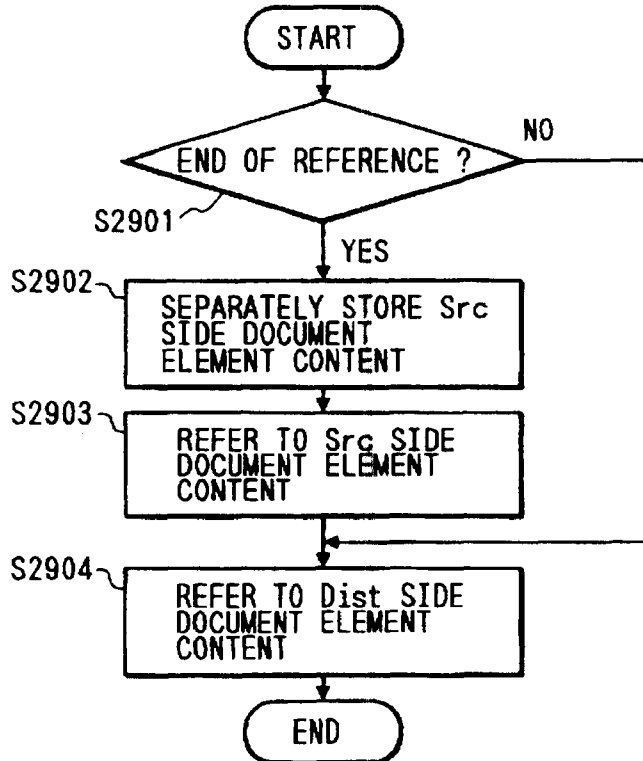 START
END OF REFERENCE ?
NO
S2901
YES
S2902
SEPARATELY STORE Src
SIDE DOCUMENT
ELEMENT CONTENT
S2903
REFER TO Src SIDE
DOCUMENT ELEMENT
CONTENT
S2904
REFER TO Dist SIDE
DOCUMENT ELEMENT
CONTENT
END